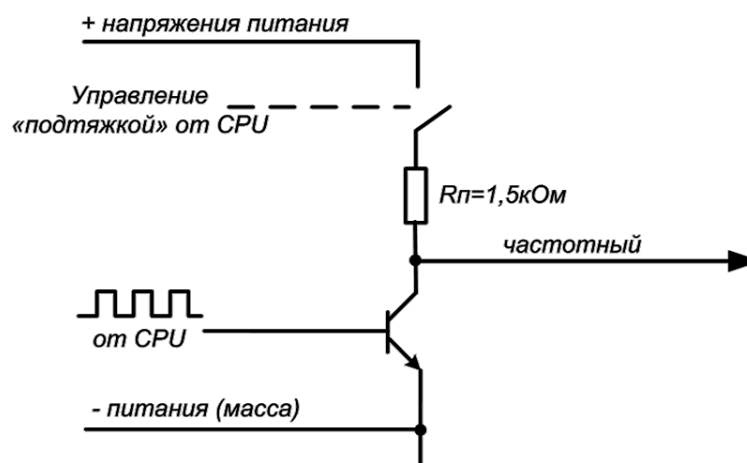 + напряжения питания
Управление
«подтяжкой» от CPU
Rп=1,5кОм
частотный
от CPU
- питания (масса)